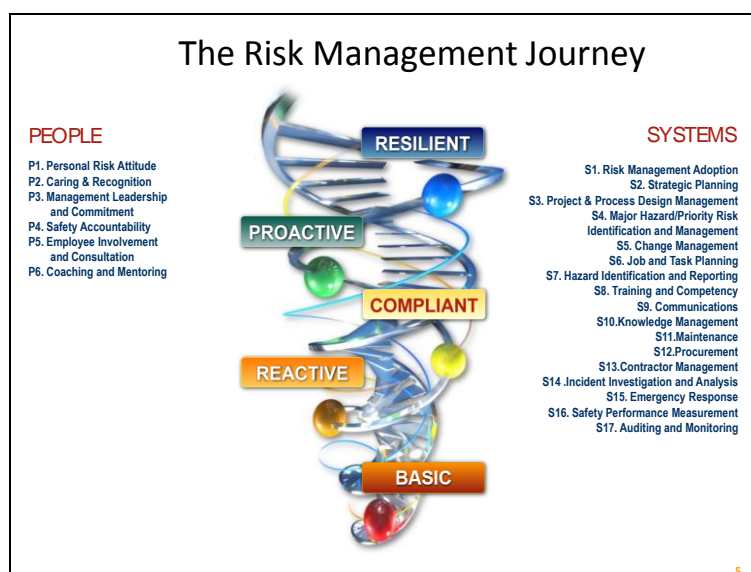 The Risk Management Journey
PEOPLE
P1. Personal Risk Attitude
P2. Caring & Recognition
P3. Management Leadership
and Commitment
P4. Safety Accountability
P5. Employee Involvement
and Consultation
P6. Coaching and Mentoring
RESILIENT
PROACTIVE
COMPLIANT
REACTIVE
BASIC
SYSTEMS
S1. Risk Management Adoption
S2. Strategic Planning
S3. Project & Process Design Management
S4. Major Hazard/Priority Risk
Identification and Management
S5. Change Management
S6. Job and Task Planning
S7. Hazard Identification and Reporting
S8. Training and Competency
S9. Communications
S10.Knowledge Management
S11.Maintenance
S12.Procurement
S13.Contractor Management
S14 .Incident Investigation and Analysis
S15. Emergency Response
S16. Safety Performance Measurement
S17. Auditing and Monitoring
5